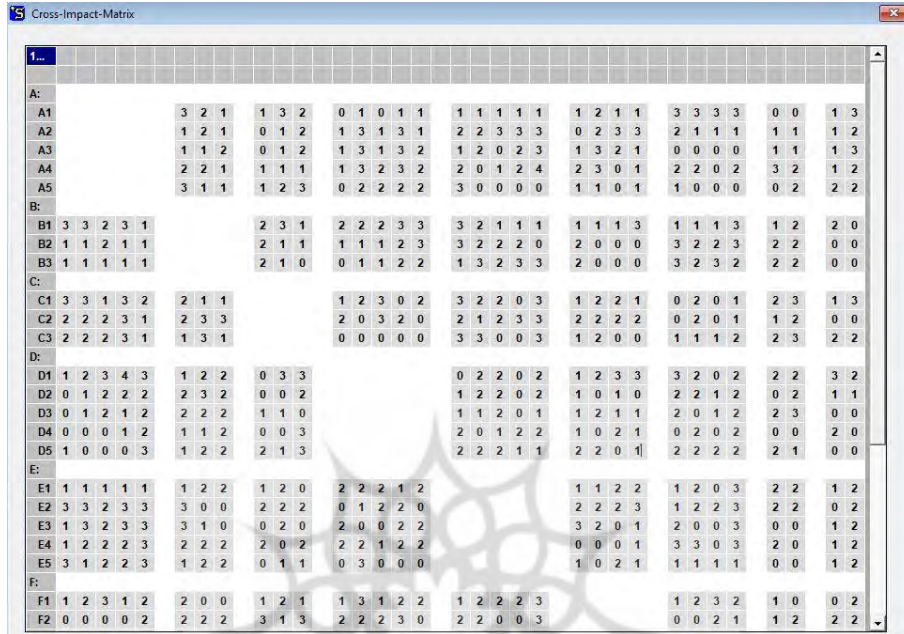 Cross-Impact-Matrix
1...
A:
A1 3 2 1 1 3 2 0 1 0 1 1 1 1 1 1 1 1 2 1 1 3 3 3 3 0 0 1 3
A2 1 2 1 0 1 2 1 3 1 3 1 2 2 3 3 3 0 2 3 3 2 1 1 1 1 1 1 2
A3 1 1 2 0 1 2 1 3 1 3 2 1 2 0 2 3 1 3 2 1 0 0 0 0 1 1 1 3
A4 2 2 1 1 1 1 1 3 2 3 2 2 0 1 2 4 2 3 0 1 2 2 0 2 3 2 1 2
A5 3 1 1 1 2 3 0 2 2 2 2 3 0 0 0 0 1 1 0 1 1 0 0 0 0 2 2 2
B:
B1 3 3 2 3 1 2 3 1 2 2 2 3 3 3 2 1 1 1 1 1 1 3 1 1 1 3 1 2 2 0
B2 1 1 2 1 1 2 1 1 1 1 1 2 3 3 2 2 2 0 2 0 0 0 3 2 2 3 2 2 0 0
B3 1 1 1 1 1 2 1 0 0 1 1 2 2 1 3 2 3 3 2 0 0 0 3 2 3 2 2 2 0 0
C:
C1 3 3 1 3 2 2 1 1 1 2 3 0 2 3 2 2 0 3 1 2 2 1 0 2 0 1 2 3 1 3
C2 2 2 2 3 1 2 3 3 2 0 3 2 0 2 1 2 3 3 2 2 2 2 0 2 0 1 1 2 1 2
C3 2 2 2 3 1 1 3 1 0 0 0 0 0 3 3 0 0 3 1 2 0 0 1 1 1 2 2 3 2 2
D:
D1 1 2 3 4 3 1 2 2 0 3 3 0 2 2 0 2 1 2 3 3 3 2 0 2 2 2 3 2
D2 0 1 2 2 2 2 3 2 0 0 2 1 2 2 0 2 1 0 1 0 2 2 1 2 0 2 1 1
D3 0 1 2 1 2 2 2 2 1 1 0 1 1 2 0 1 1 2 1 1 2 0 1 2 2 3 0 0
D4 0 0 0 1 2 1 1 2 0 0 3 2 0 1 2 2 1 0 2 1 0 2 0 2 2 2 2 0
D5 1 0 0 0 3 1 2 2 2 1 3 2 2 2 1 1 2 2 0 1 2 2 2 2 2 1 0 0
E:
E1 1 1 1 1 1 1 2 2 1 2 0 2 2 2 1 2 1 1 2 2 1 2 0 3 2 2 1 2
E2 3 3 2 3 3 3 0 0 2 2 2 0 1 2 2 0 2 2 2 3 1 2 2 3 2 2 0 2
E3 1 3 2 3 3 3 1 0 0 2 0 2 0 0 2 2 3 2 0 1 2 0 0 3 0 0 1 2
E4 1 2 2 2 3 2 2 2 2 0 2 2 2 1 2 2 0 0 0 1 3 3 0 3 2 0 1 2
E5 3 1 2 2 3 1 2 2 0 1 1 0 3 0 0 0 1 0 2 1 1 1 1 1 0 0 1 2
F:
F1 1 2 3 1 2 2 0 0 1 2 1 1 3 1 2 2 1 2 2 2 3 1 2 3 2 1 0 0 2
F2 0 0 0 0 2 2 2 2 3 1 3 2 2 2 3 0 2 2 0 0 3 0 0 2 1 1 2 2 2